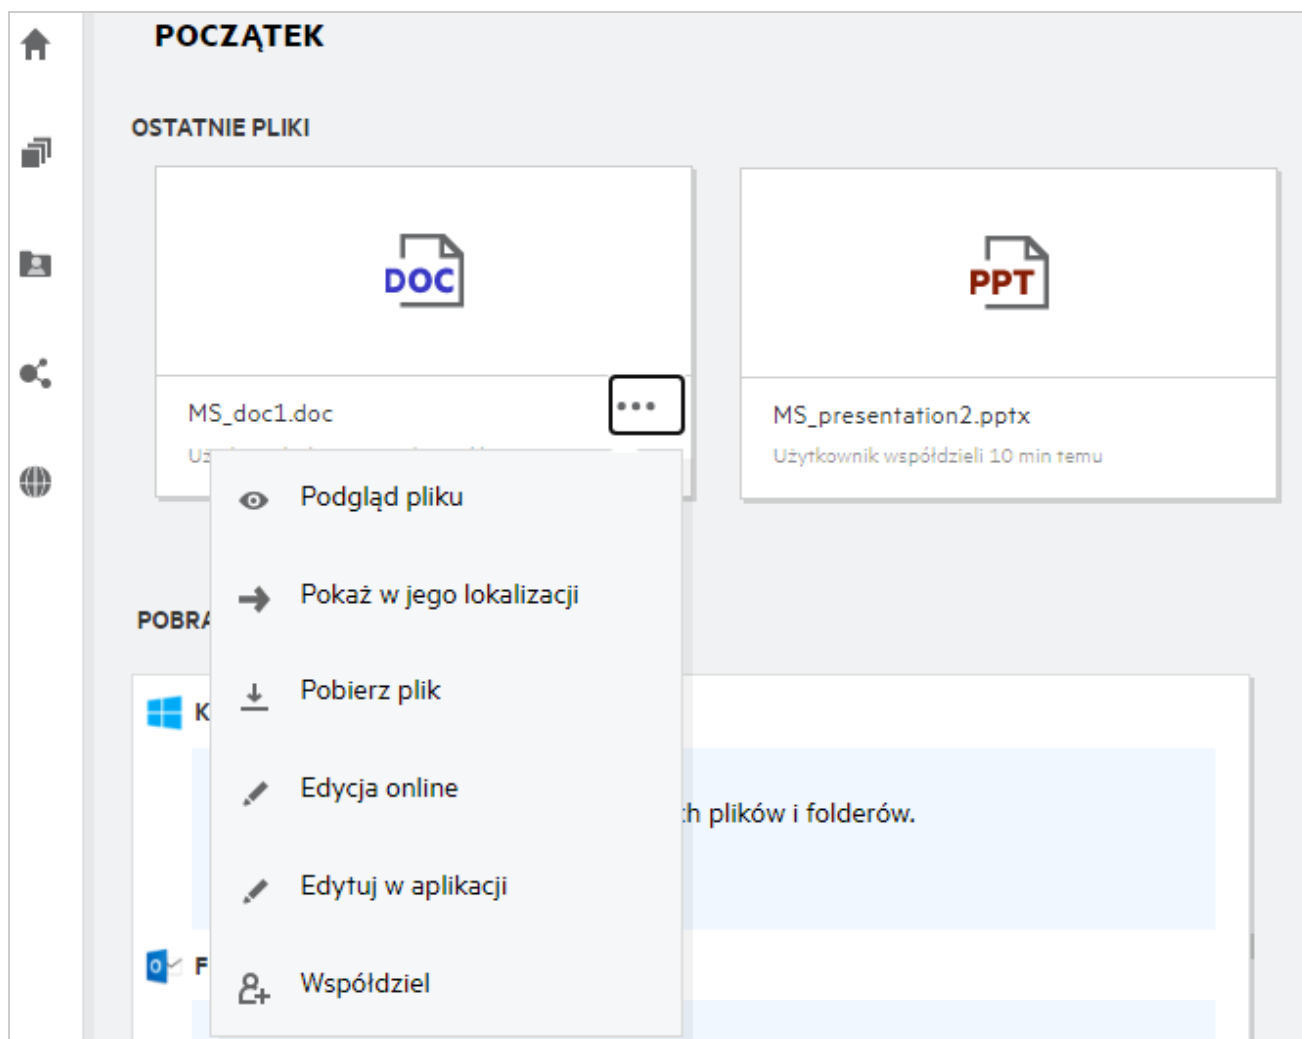 POCZĄTEK
OSTATNIE PLIKI
DOC
PPT
MS_doc1.doc
MS_presentation2.pptx
Użytkownik współdzieli 10 min temu
Podgląd pliku
Pokaż w jego lokalizacji
Pobierz plik
Edycja online
plików i folderów.
Edytuj w aplikacji
Współdziel